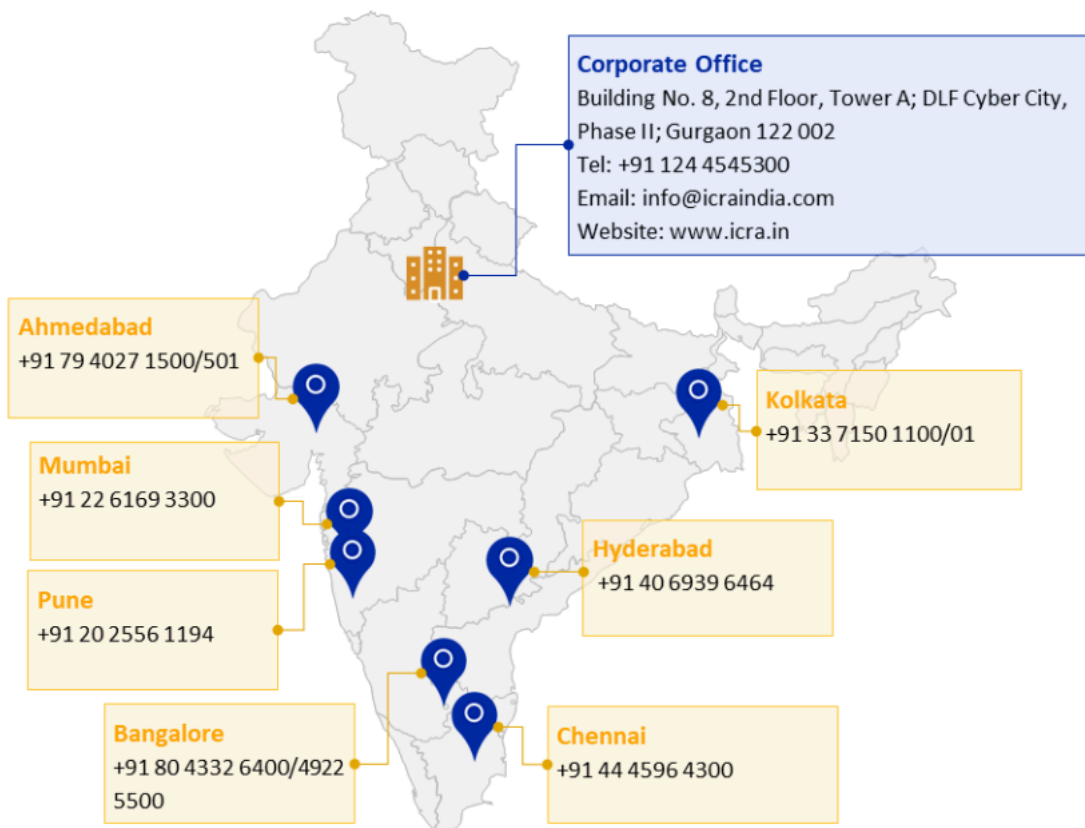 Corporate Office
Building No. 8, 2nd Floor, Tower A; DLF Cyber City,
Phase II; Gurgaon 122 002
Tel: +91 124 4545300
Email: info@icraindia.com
Website: www.icra.in
Ahmedabad
+91 79 4027 1500/501
Kolkata
+91 33 7150 1100/01
Mumbai
+91 22 6169 3300
Hyderabad
+91 40 6939 6464
Pune
+91 20 2556 1194
Bangalore
+91 80 4332 6400/4922
5500
Chennai
+91 44 4596 4300